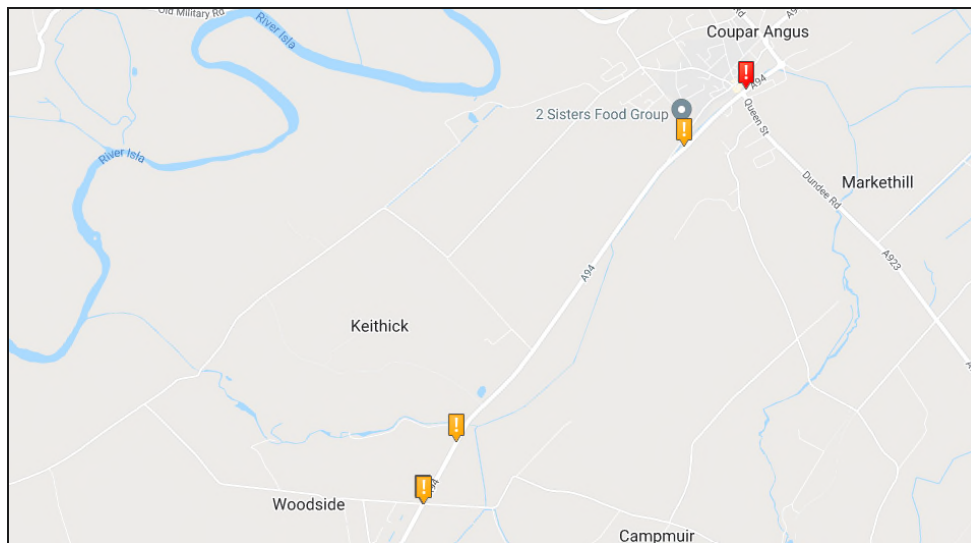 Old Military Rd
River Isla
Rd
Coupar Angus
A94
2 Sisters Food Group
Queen St
River Isla
Dundee Rd
Markethill
A923
A94
Keithick
Woodside
Campmuir